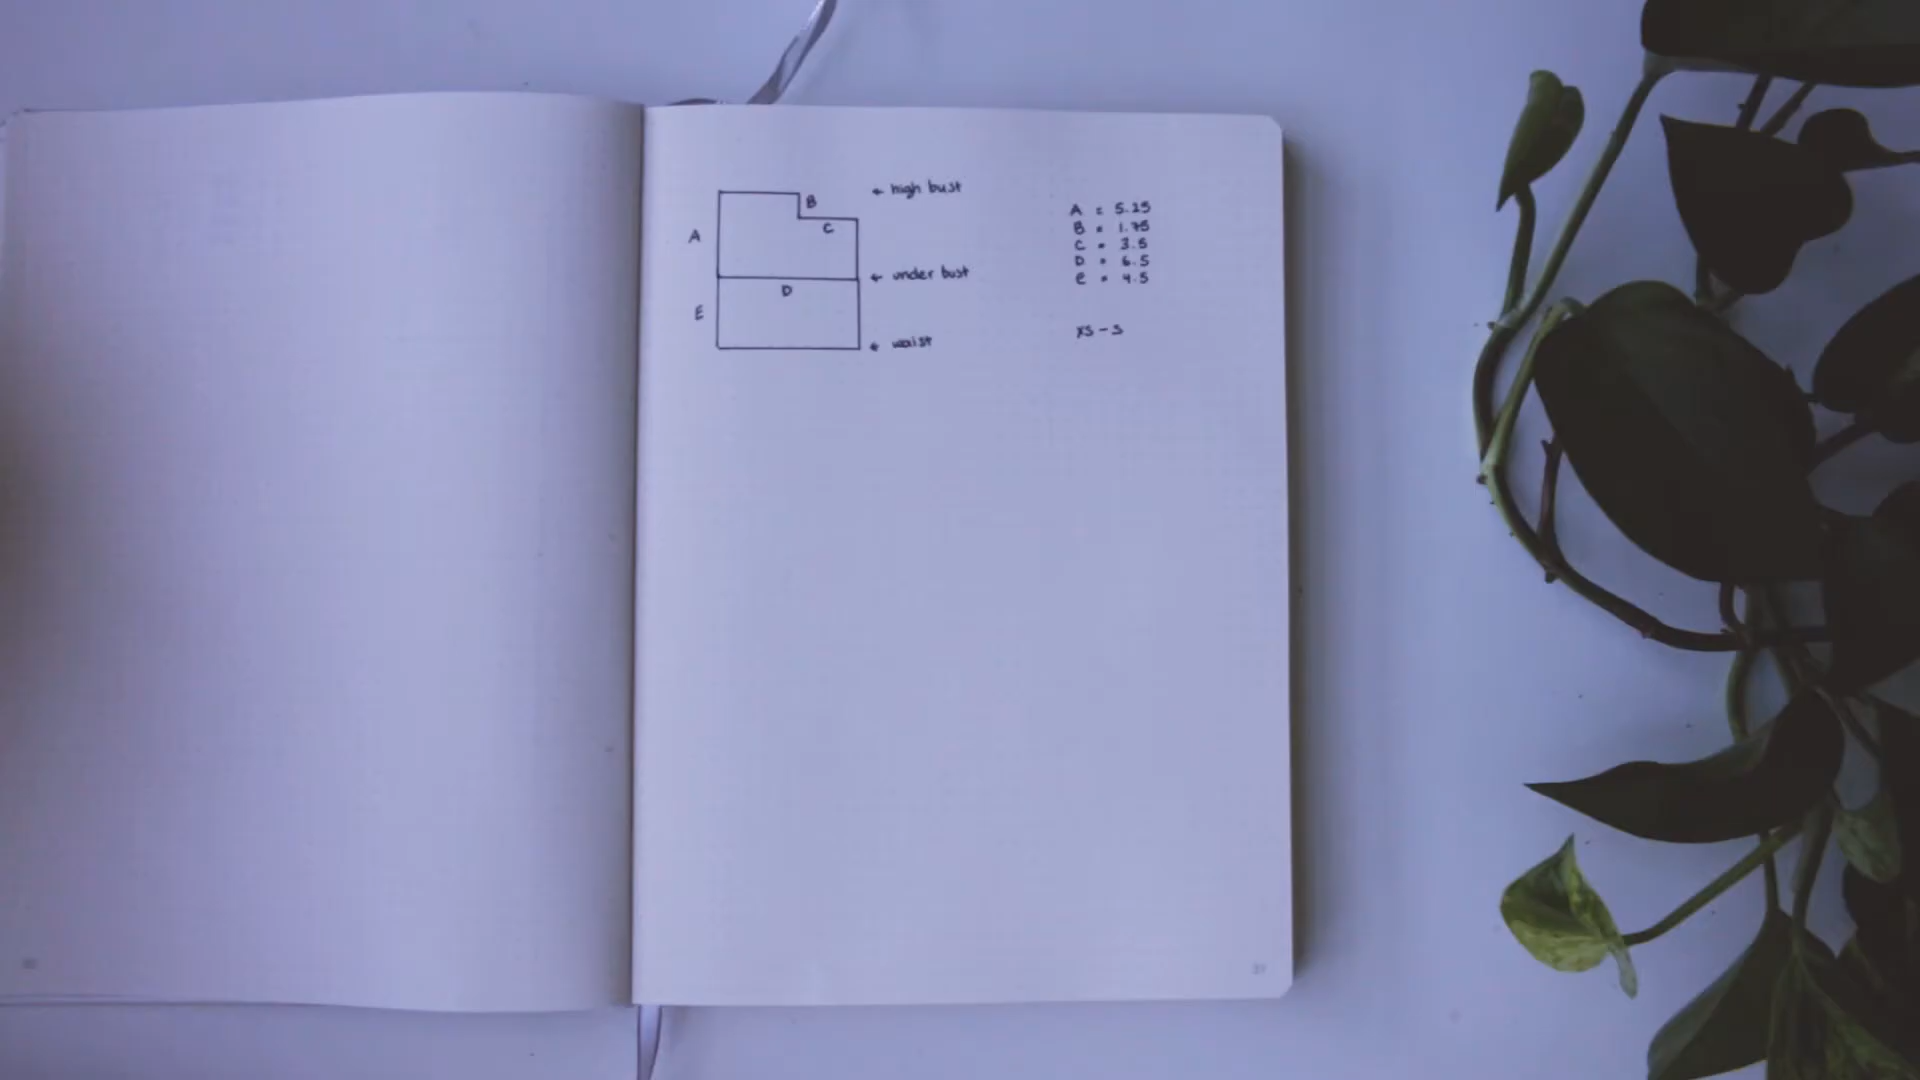 ← high bust
B
C
A
← under bust
D
E
← waist
A = 5.25
B = 1.75
C = 3.5
D = 6.5
E = 4.5
xs - s